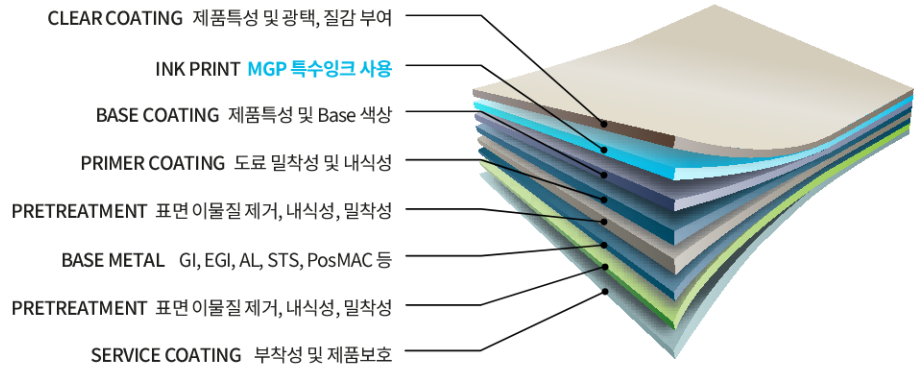 CLEAR COATING 제품특성 및 광택, 질감 부여
INK PRINT MGP 특수잉크 사용
BASE COATING 제품특성 및 Base 색상
PRIMER COATING 도료 밀착성 및 내식성
PRETREATMENT 표면 이물질 제거, 내식성, 밀착성
BASE METAL GI, EGI, AL, STS, PosMAC 등
PRETREATMENT 표면 이물질 제거, 내식성, 밀착성
SERVICE COATING 부착성 및 제품보호